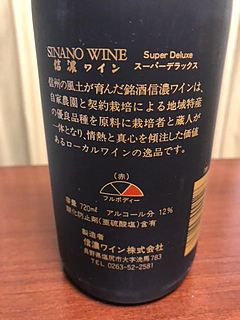 SINANO WINE
信濃ワイン
Super Deluxe
スーパーデラックス
信州の風土が育んだ銘酒信濃ワインは、
自家農園と契約栽培による地域特産
の優良品種を原料に栽培者と蔵人が
一体となり、情熱と真心を傾注した価値
あるローカルワインの逸品です。
(赤)
フルボディー
容量 720ml アルコール分 12%
酸化防止剤(亜硫酸塩)含有
製造者
信濃ワイン株式会社
長野県塩尻市大字洗馬783
TEL 0263-52-2581